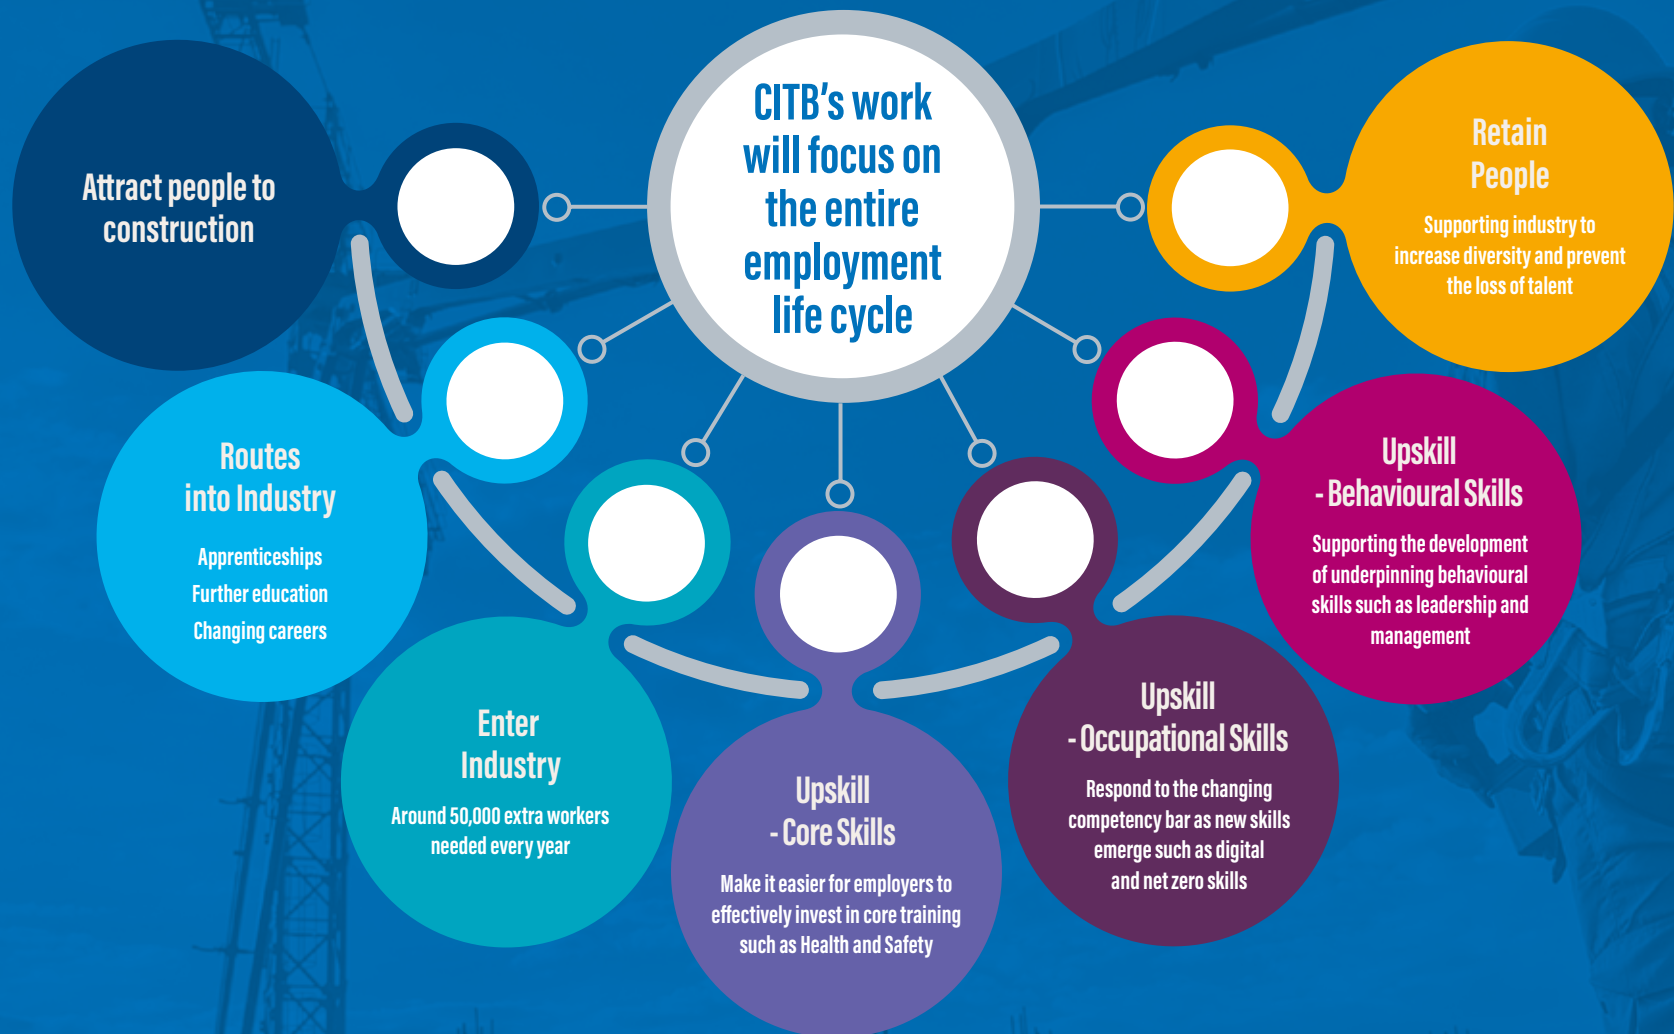 CITB's work
will focus on
the entire
employment
life cycle
Attract people to
construction
Routes
into Industry
Apprenticeships
Further education
Changing careers
Enter
Industry
Around 50,000 extra workers
needed every year
Upskill
- Core Skills
Make it easier for employers to
effectively invest in core training
such as Health and Safety
Upskill
- Occupational Skills
Respond to the changing
competency bar as new skills
emerge such as digital
and net zero skills
Upskill
- Behavioural Skills
Supporting the development
of underpinning behavioural
skills such as leadership and
management
Retain
People
Supporting industry to
increase diversity and prevent
the loss of talent